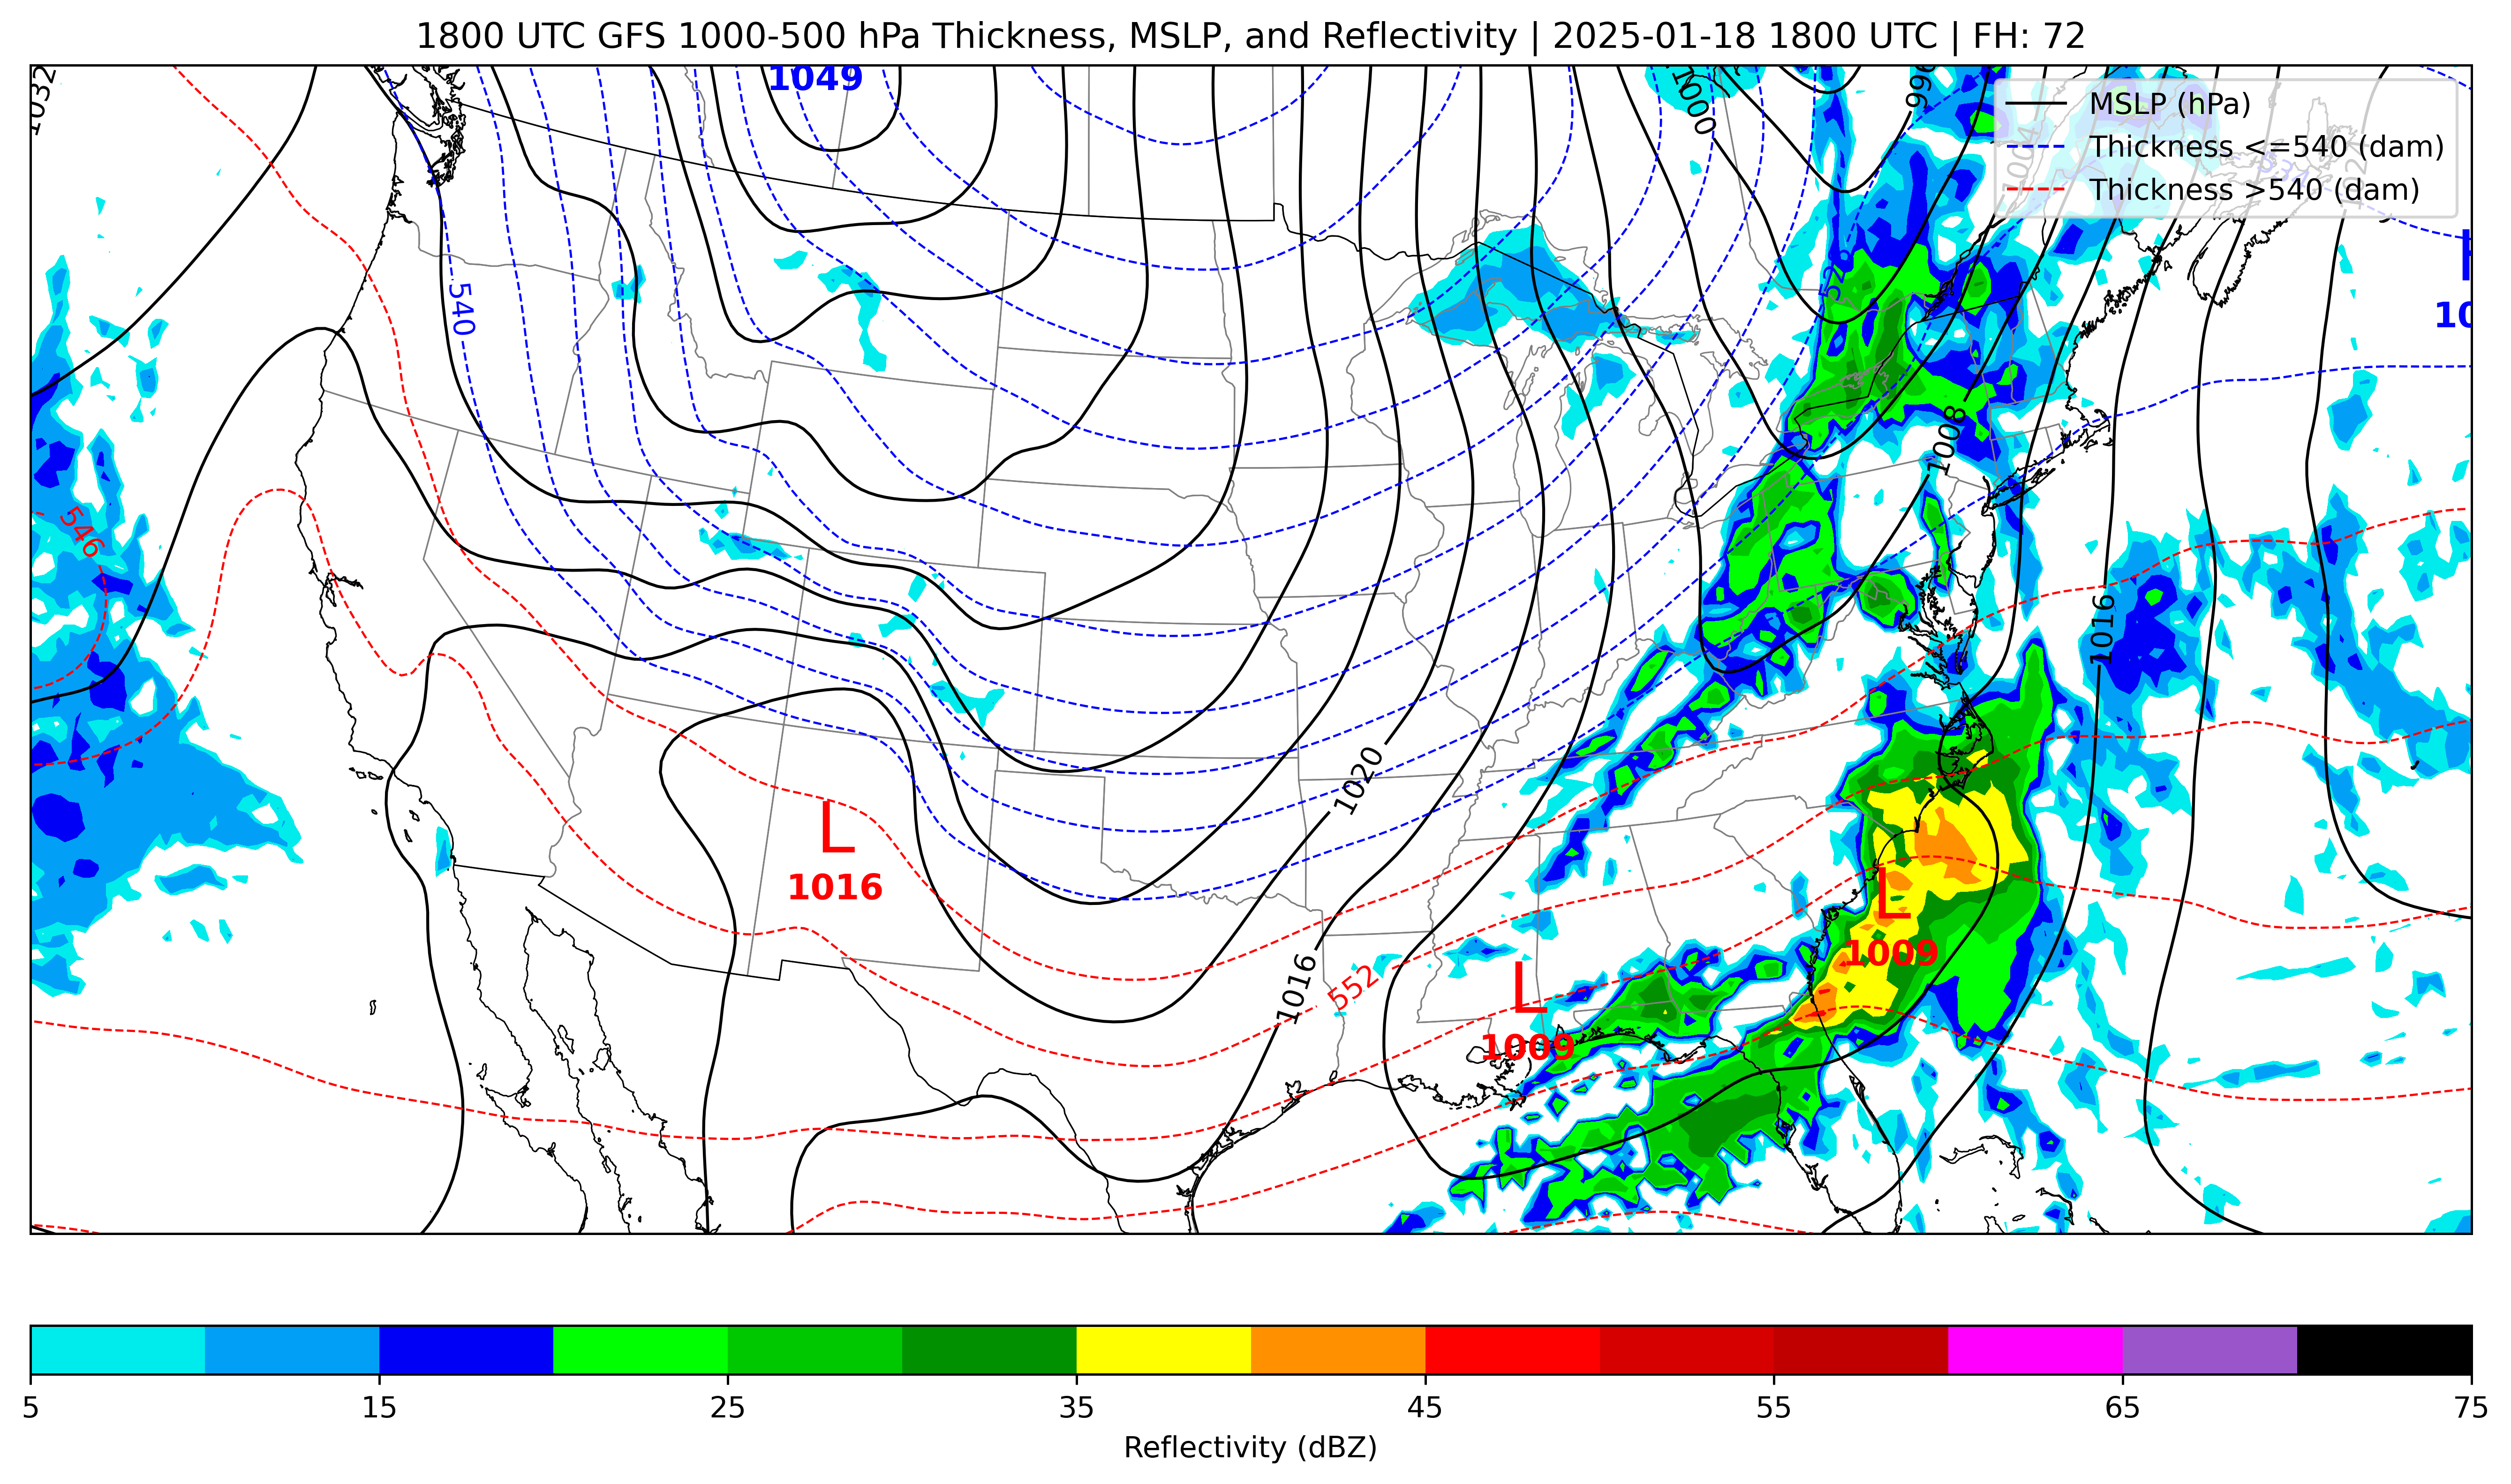 1800 UTC GFS 1000-500 hPa Thickness, MSLP, and Reflectivity | 2025-01-18 1800 UTC | FH: 72
1032
1049
1000
996
MSLP (hPa)
Thickness <=540 (dam)
Thickness >540 (dam)
1004
540
528
10
1008
546
1016
1020
L
1016
L
1009
1016
552
L
1009
5 15 25 35 45 55 65 75
Reflectivity (dBZ)